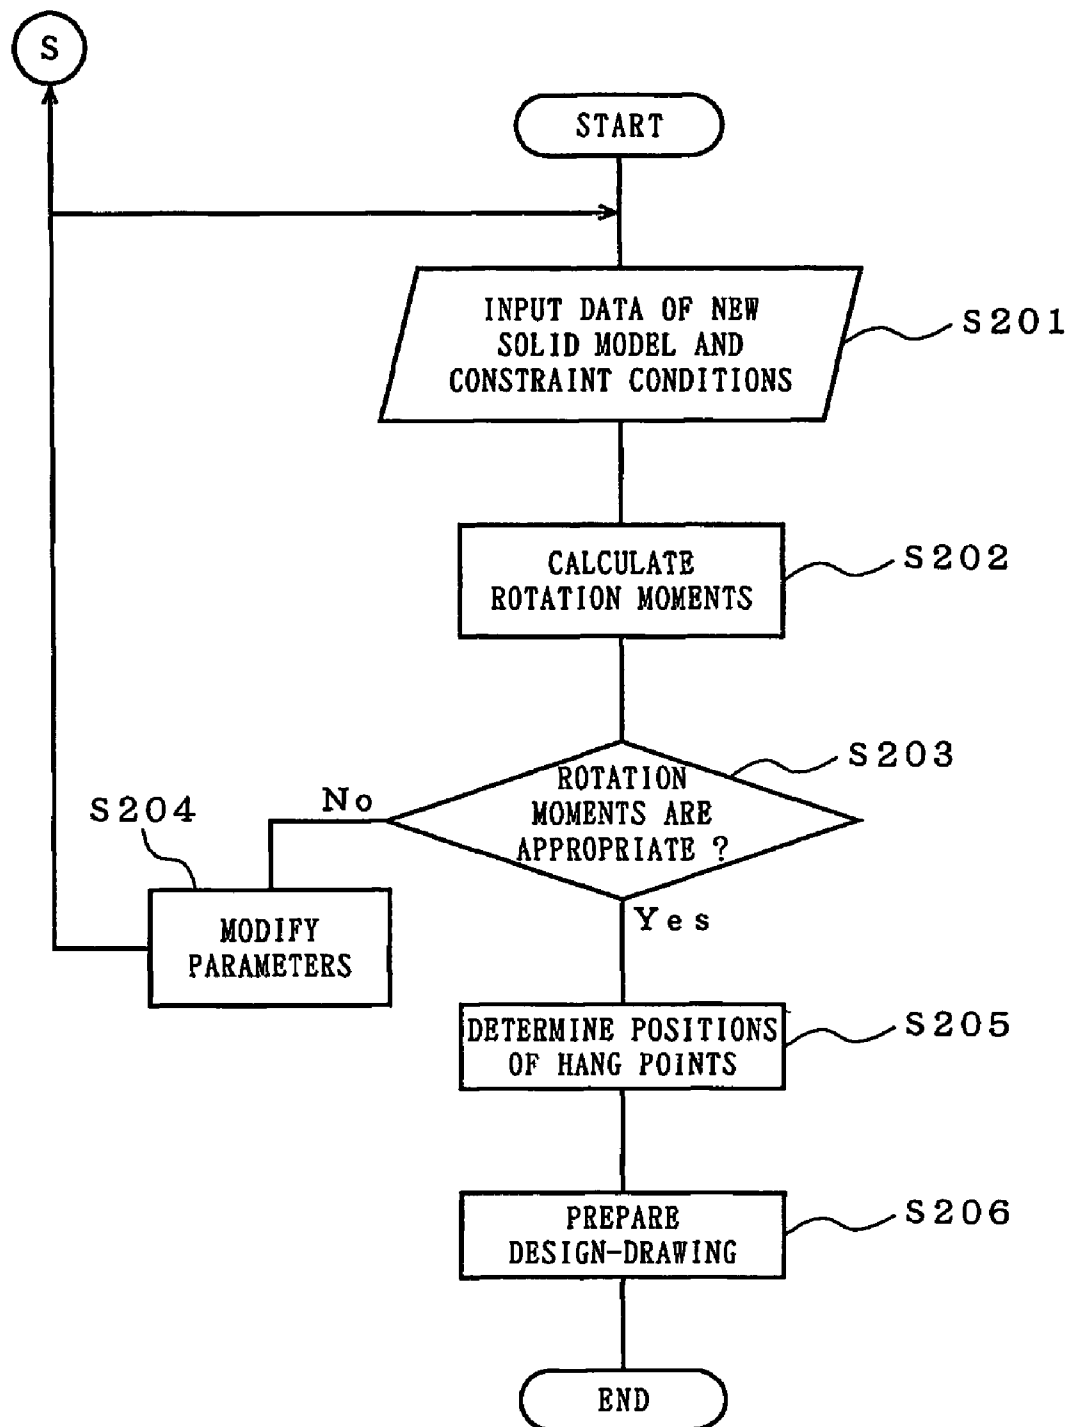 S
START
INPUT DATA OF NEW
SOLID MODEL AND
CONSTRAINT CONDITIONS
S201
CALCULATE
ROTATION MOMENTS
S202
ROTATION
MOMENTS ARE
APPROPRIATE ?
S203
No
S204
MODIFY
PARAMETERS
Yes
DETERMINE POSITIONS
OF HANG POINTS
S205
PREPARE
DESIGN-DRAWING
S206
END